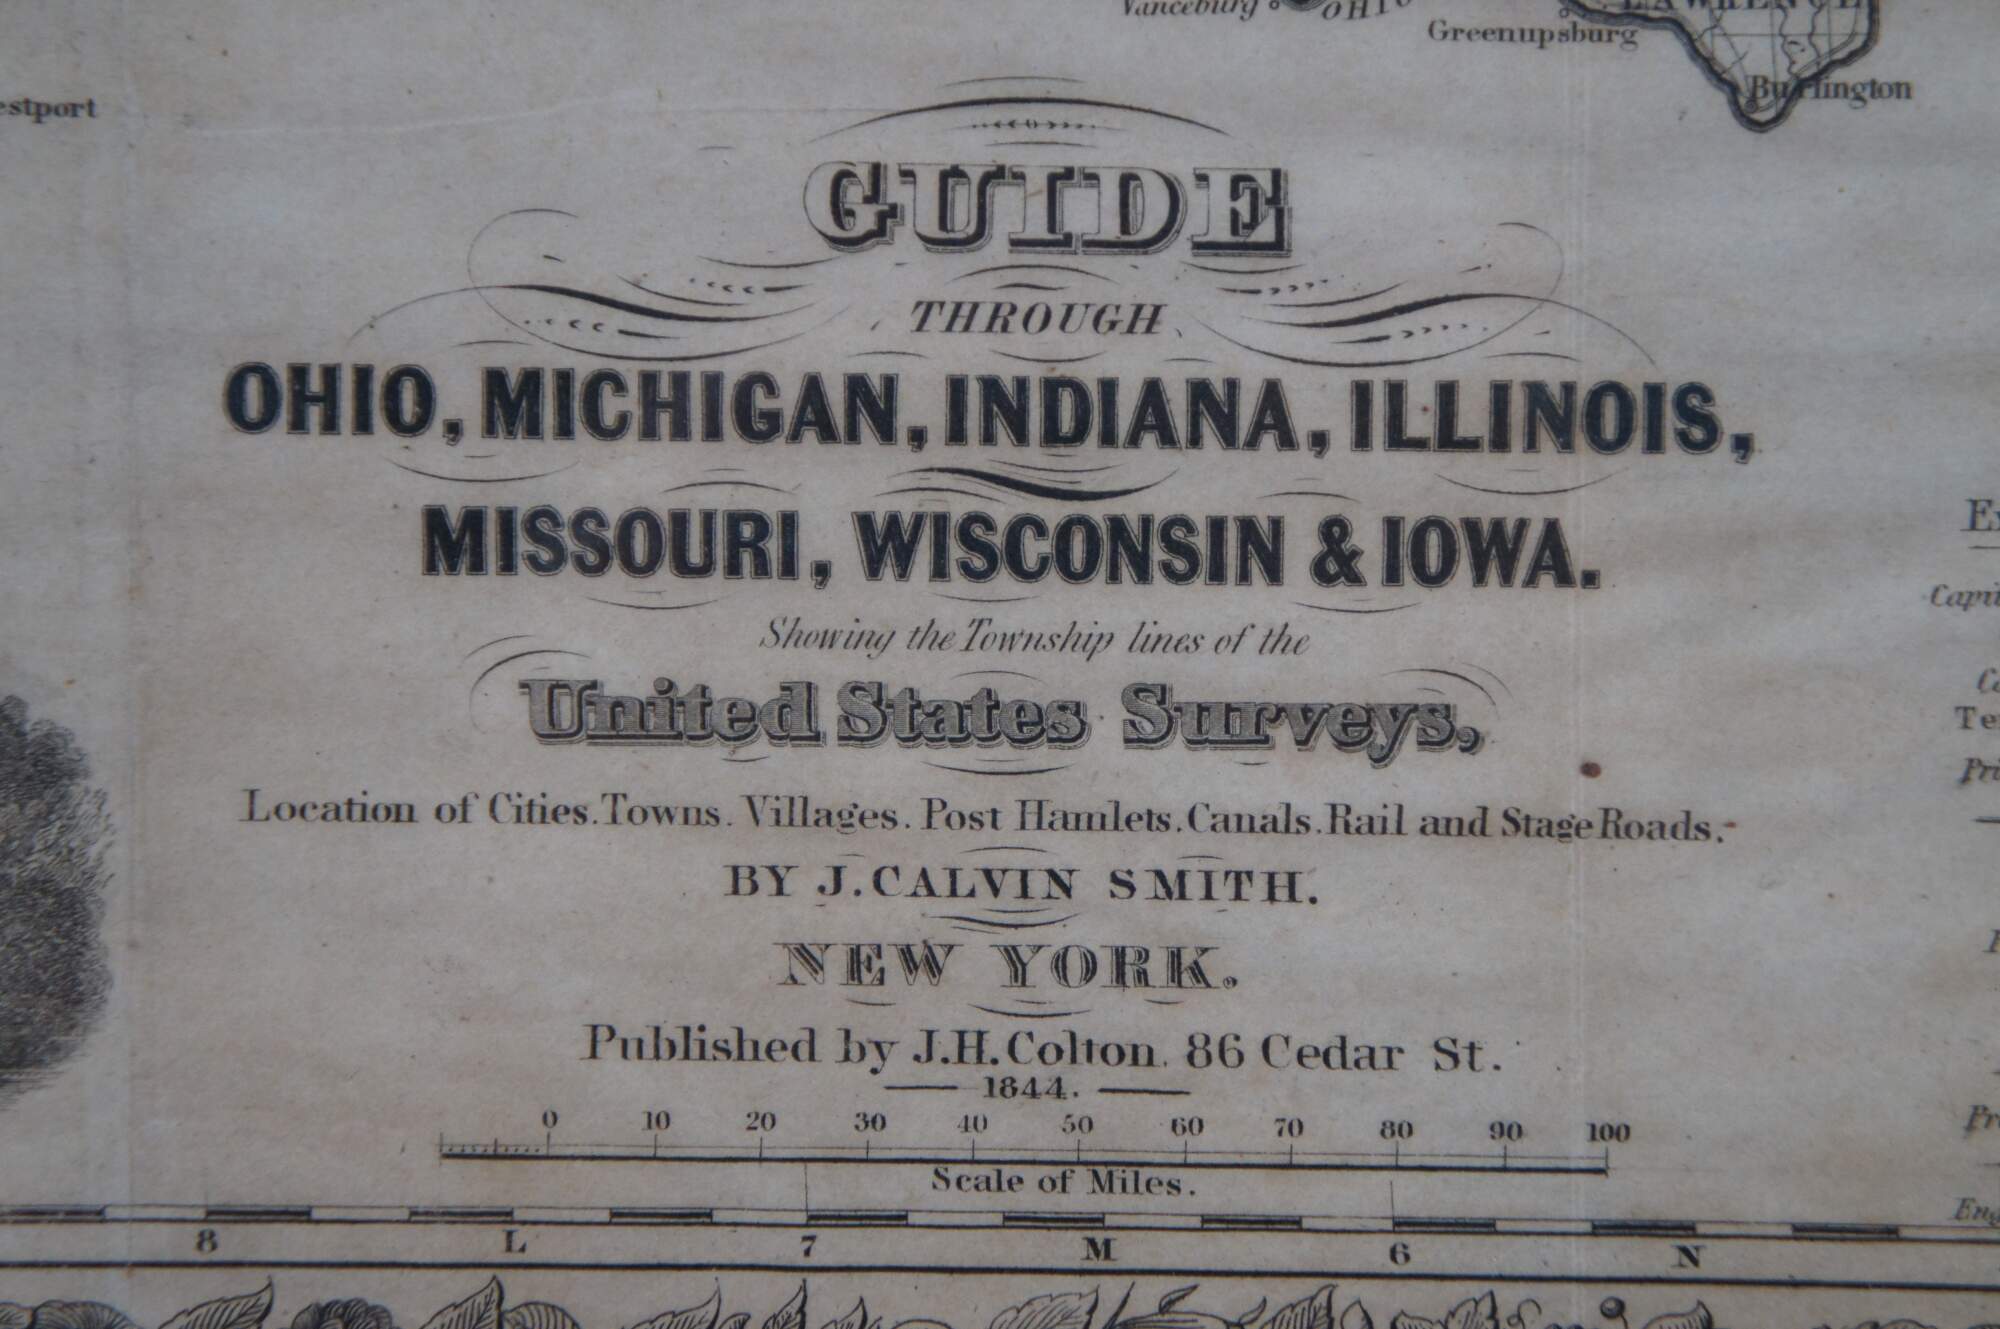 Vanceburg OHIO
LAWRENCE
Greenupsburg
Burlington
GUIDE
THROUGH
OHIO, MICHIGAN, INDIANA, ILLINOIS,
MISSOURI, WISCONSIN & IOWA.
Showing the Township lines of the
United States Surveys,
Location of Cities. Towns. Villages. Post Hamlets. Canals. Rail and Stage Roads.
BY J. CALVIN SMITH.
NEW YORK.
Published by J.H. Colton. 86 Cedar St.
1844.
0 10 20 30 40 50 60 70 80 90 100
Scale of Miles.
8 L 7 M 6 N